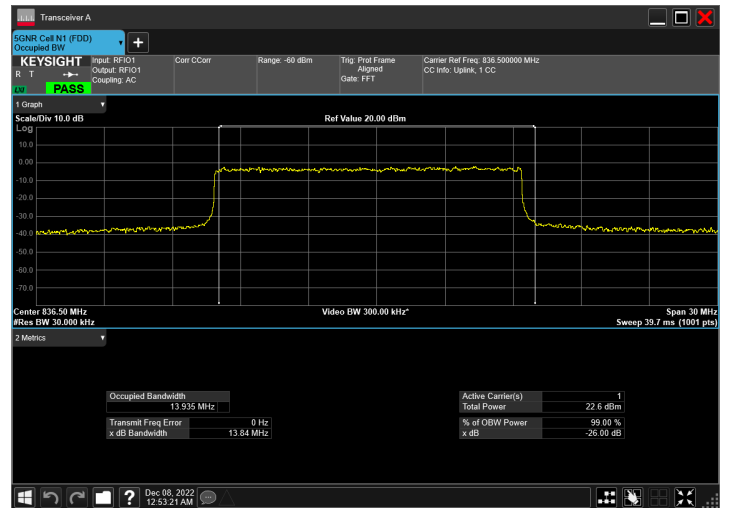 Transceiver A
5GNR Cell N1 (FDD)
Occupied BW
KEYSIGHT
R T
LXI
PASS
Input: RFIO1
Output: RFIO1
Coupling: AC
Corr CCorr
Range: -60 dBm
Trig: Prot Frame
Aligned
Gate: FFT
Carrier Ref Freq: 836.500000 MHz
CC Info: Uplink, 1 CC
1 Graph
Scale/Div 10.0 dB
Ref Value 20.00 dBm
Log
10.0
0.00
-10.0
-20.0
-30.0
-40.0
-50.0
-60.0
-70.0
Center 836.50 MHz
Video BW 300.00 kHz*
Span 30 MHz
#Res BW 30.000 kHz
Sweep 39.7 ms (1001 pts)
2 Metrics
Occupied Bandwidth
13.935 MHz
Transmit Freq Error 0 Hz
x dB Bandwidth 13.84 MHz
Active Carrier(s) 1
Total Power 22.6 dBm
% of OBW Power 99.00 %
x dB -26.00 dB
?
Dec 08, 2022
12:53:21 AM